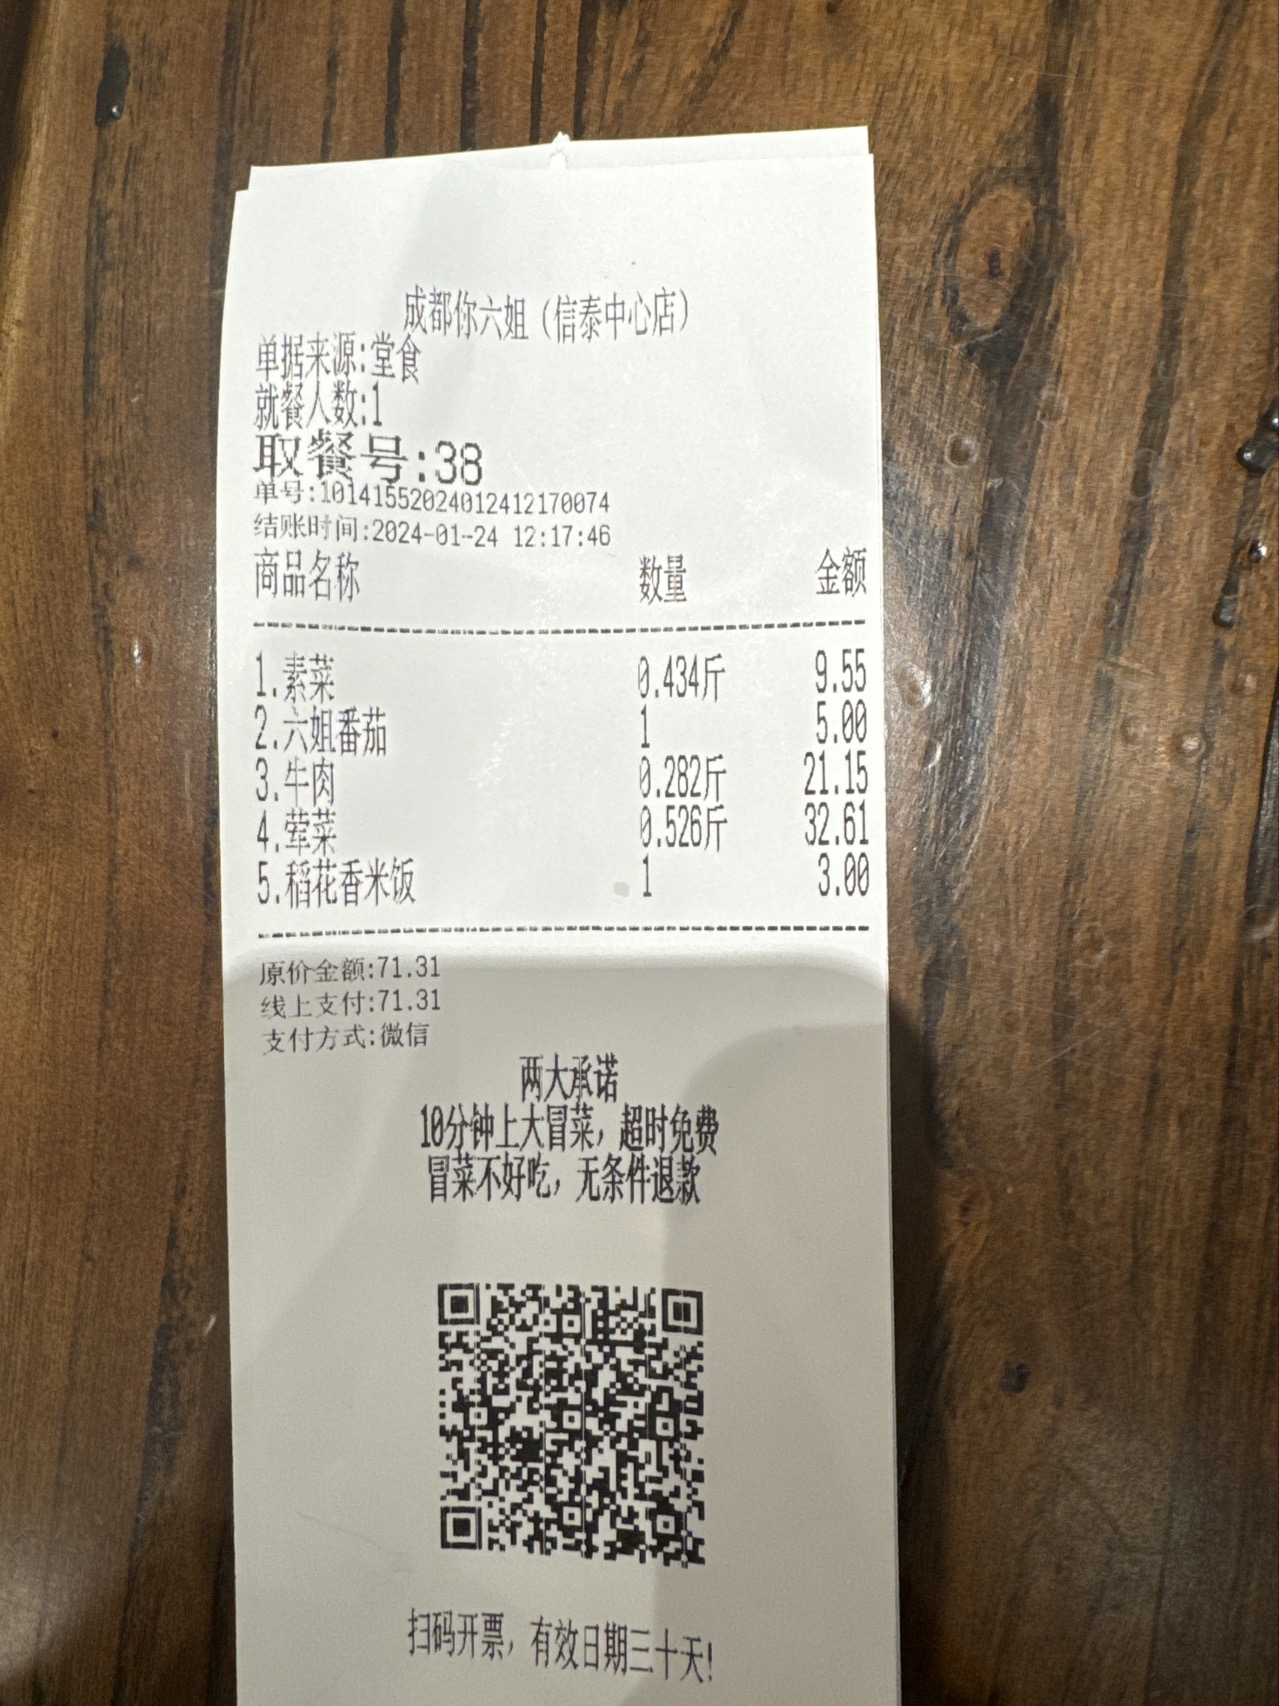 成都你六姐（信泰中心店）
单据来源:堂食
就餐人数:1
取餐号:38
单号:10141552024012412170074
结账时间:2024-01-24 12:17:46
商品名称 数量 金额
1.素菜 0.434斤 9.55
2.六姐番茄 1 5.00
3.牛肉 0.282斤 21.15
4.荤菜 0.526斤 32.61
5.稻花香米饭 1 3.00
原价金额:71.31
线上支付:71.31
支付方式:微信
两大承诺
10分钟上大冒菜，超时免费
冒菜不好吃，无条件退款
扫码开票，有效日期三十天!